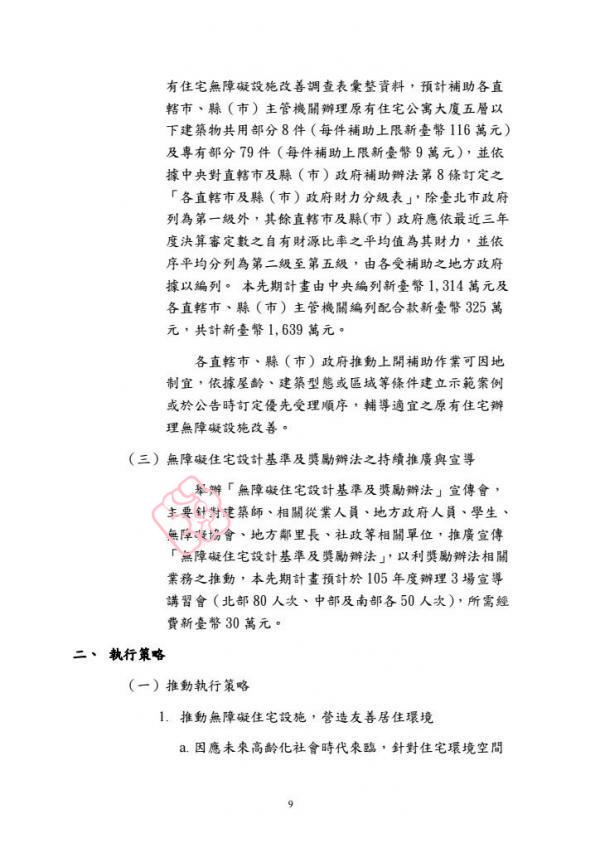 有住宅無障礙設施改善調查表彙整資料，預計補助各直
轄市、縣（市）主管機關辦理原有住宅公寓大廈五層以
下建築物共用部分 8 件（每件補助上限新臺幣 116 萬元）
及專有部分 79 件（每件補助上限新臺幣 9 萬元），並依
據中央對直轄市及縣（市）政府補助辦法第 8 條訂定之
「各直轄市及縣（市）政府財力分級表」，除臺北市政府
列為第一級外，其餘直轄市及縣(市）政府應依最近三年
度決算審定數之自有財源比率之平均值為其財力，並依
序平均分列為第二級至第五級，由各受補助之地方政府
據以編列。 本先期計畫由中央編列新臺幣 1,314 萬元及
各直轄市、縣（市）主管機關編列配合款新臺幣 325 萬
元，共計新臺幣 1,639 萬元。
各直轄市、縣（市）政府推動上開補助作業可因地
制宜，依據屋齡、建築型態或區域等條件建立示範案例
或於公告時訂定優先受理順序，輔導適宜之原有住宅辦
理無障礙設施改善。
（三）無障礙住宅設計基準及獎勵辦法之持續推廣與宣導
舉辦「無障礙住宅設計基準及獎勵辦法」宣傳會，
主要針對建築師、相關從業人員、地方政府人員、學生、
無障礙協會、地方鄰里長、社政等相關單位，推廣宣傳
「無障礙住宅設計基準及獎勵辦法」，以利獎勵辦法相關
業務之推動，本先期計畫預計於 105 年度辦理 3 場宣導
講習會（北部 80 人次、中部及南部各 50 人次），所需經
費新臺幣 30 萬元。
二、 執行策略
（一）推動執行策略
1. 推動無障礙住宅設施，營造友善居住環境
a. 因應未來高齡化社會時代來臨，針對住宅環境空間
9